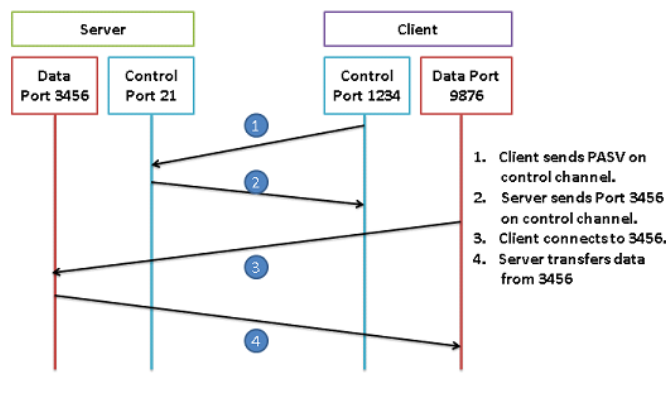 Server
Client
Data
Port 3456
Control
Port 21
Control
Port 1234
Data Port
9876
1
2
3
4
1. Client sends PASV on
control channel.
2. Server sends Port 3456
on control channel.
3. Client connects to 3456.
4. Server transfers data
from 3456